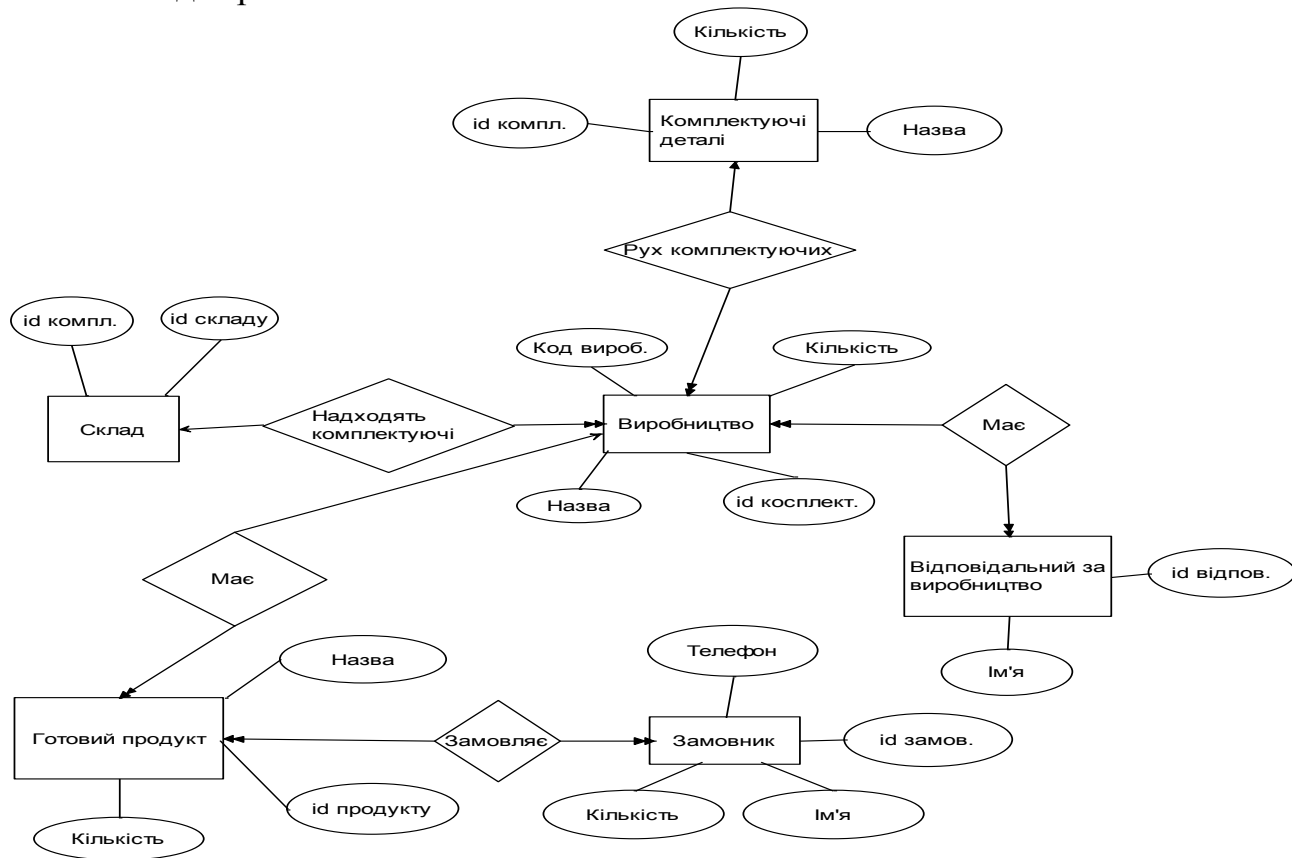 Кількість
id компл.
Комплектуючі
деталі
Назва
Рух комплектуючих
id компл.
id складу
Код вироб.
Кількість
Склад
Надходять
комплектуючі
Виробництво
Має
Назва
id косплект.
Має
Відповідальний за
виробництво
id відпов.
Ім'я
Телефон
Назва
Готовий продукт
Замовляє
Замовник
id замов.
id продукту
Кількість
Ім'я
Кількість